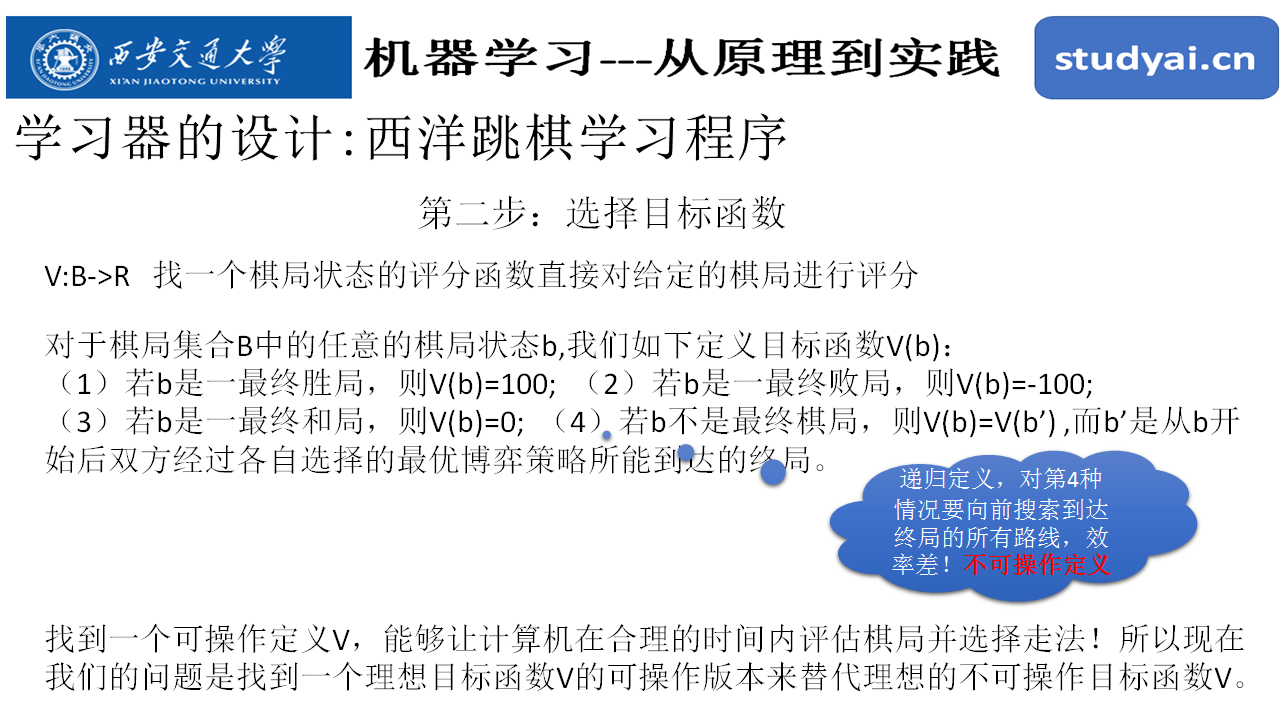 西安交通大学
XI'AN JIAOTONG UNIVERSITY
机器学习---从原理到实践
studyai.cn
学习器的设计:西洋跳棋学习程序
第二步：选择目标函数
V:B->R 找一个棋局状态的评分函数直接对给定的棋局进行评分
对于棋局集合B中的任意的棋局状态b,我们如下定义目标函数V(b)：
（1）若b是一最终胜局，则V(b)=100; （2）若b是一最终败局，则V(b)=-100;
（3）若b是一最终和局，则V(b)=0; （4）若b不是最终棋局，则V(b)=V(b’) ,而b’是从b开
始后双方经过各自选择的最优博弈策略所能到达的终局。
递归定义，对第4种
情况要向前搜索到达
终局的所有路线，效
率差！不可操作定义
找到一个可操作定义V，能够让计算机在合理的时间内评估棋局并选择走法！所以现在
我们的问题是找到一个理想目标函数V的可操作版本来替代理想的不可操作目标函数V。